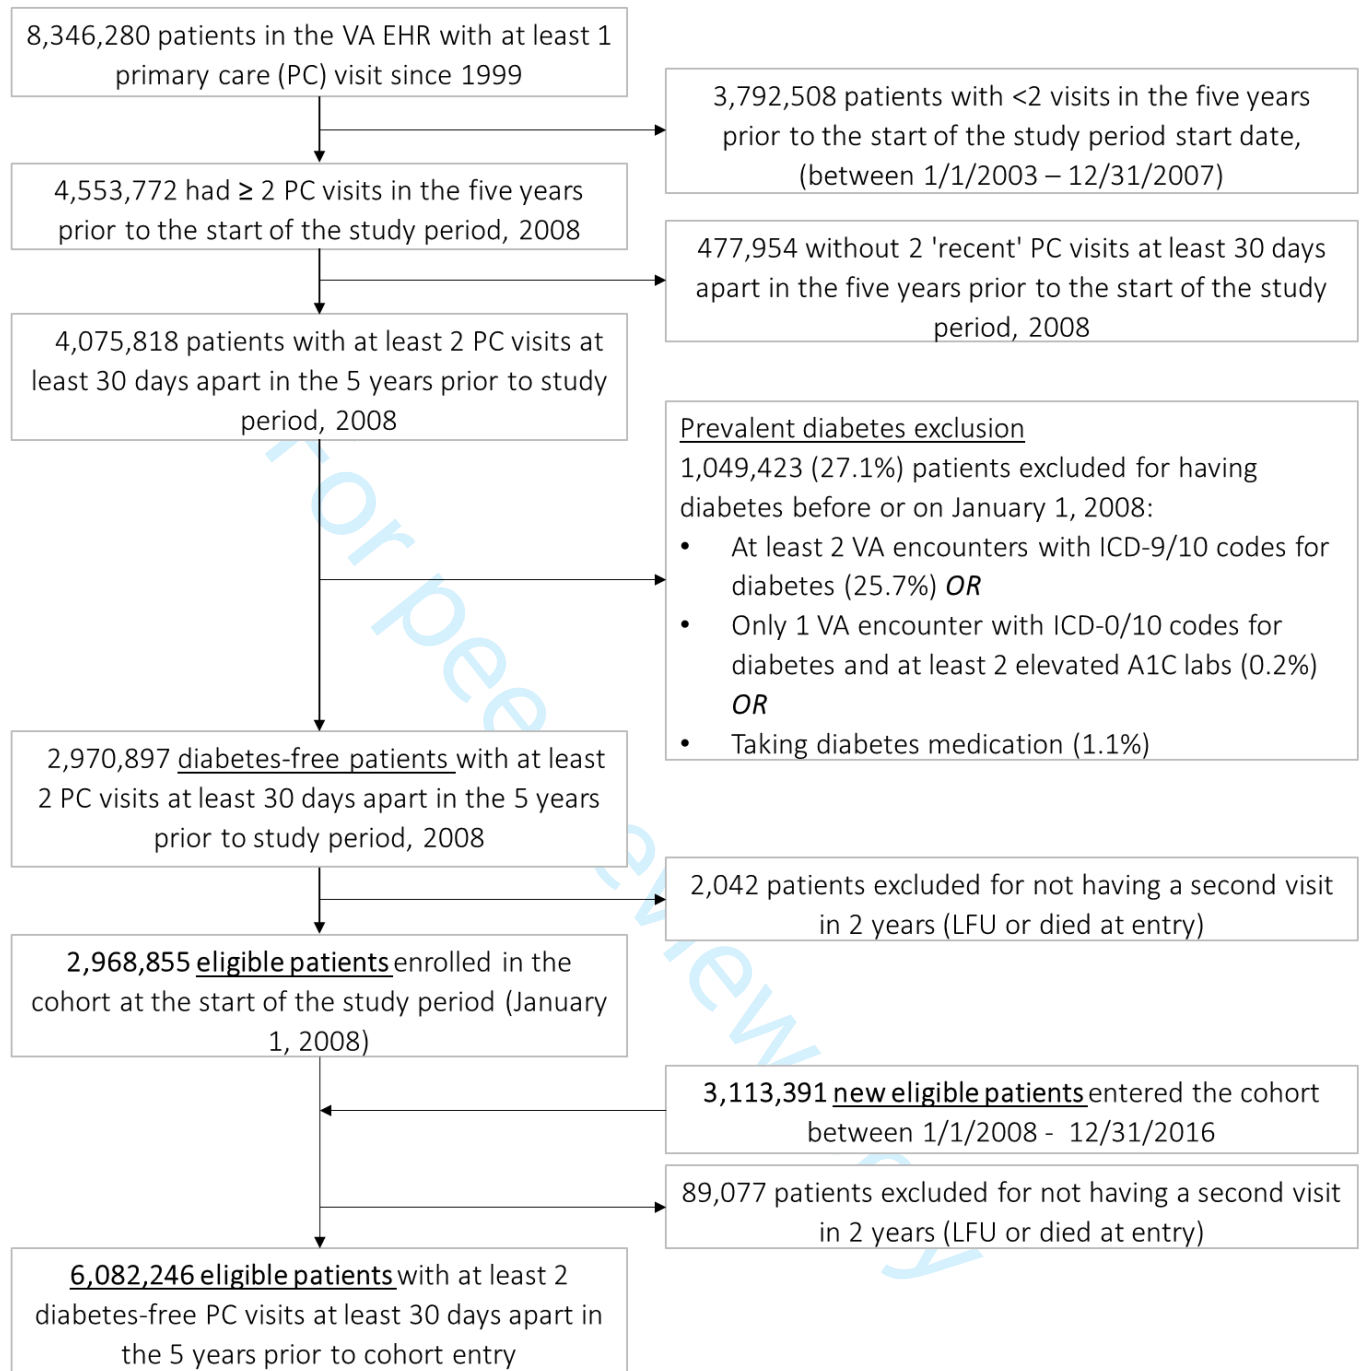 8,346,280 patients in the VA EHR with at least 1
primary care (PC) visit since 1999
3,792,508 patients with <2 visits in the five years
prior to the start of the study period start date,
(between 1/1/2003 – 12/31/2007)
4,553,772 had ≥ 2 PC visits in the five years
prior to the start of the study period, 2008
477,954 without 2 'recent' PC visits at least 30 days
apart in the five years prior to the start of the study
period, 2008
4,075,818 patients with at least 2 PC visits at
least 30 days apart in the 5 years prior to study
period, 2008
Prevalent diabetes exclusion
1,049,423 (27.1%) patients excluded for having
diabetes before or on January 1, 2008:
• At least 2 VA encounters with ICD-9/10 codes for
diabetes (25.7%) OR
• Only 1 VA encounter with ICD-0/10 codes for
diabetes and at least 2 elevated A1C labs (0.2%)
OR
• Taking diabetes medication (1.1%)
2,970,897 diabetes-free patients with at least
2 PC visits at least 30 days apart in the 5 years
prior to study period, 2008
2,042 patients excluded for not having a second visit
in 2 years (LFU or died at entry)
2,968,855 eligible patients enrolled in the
cohort at the start of the study period (January
1, 2008)
3,113,391 new eligible patients entered the cohort
between 1/1/2008 - 12/31/2016
89,077 patients excluded for not having a second visit
in 2 years (LFU or died at entry)
6,082,246 eligible patients with at least 2
diabetes-free PC visits at least 30 days apart in
the 5 years prior to cohort entry